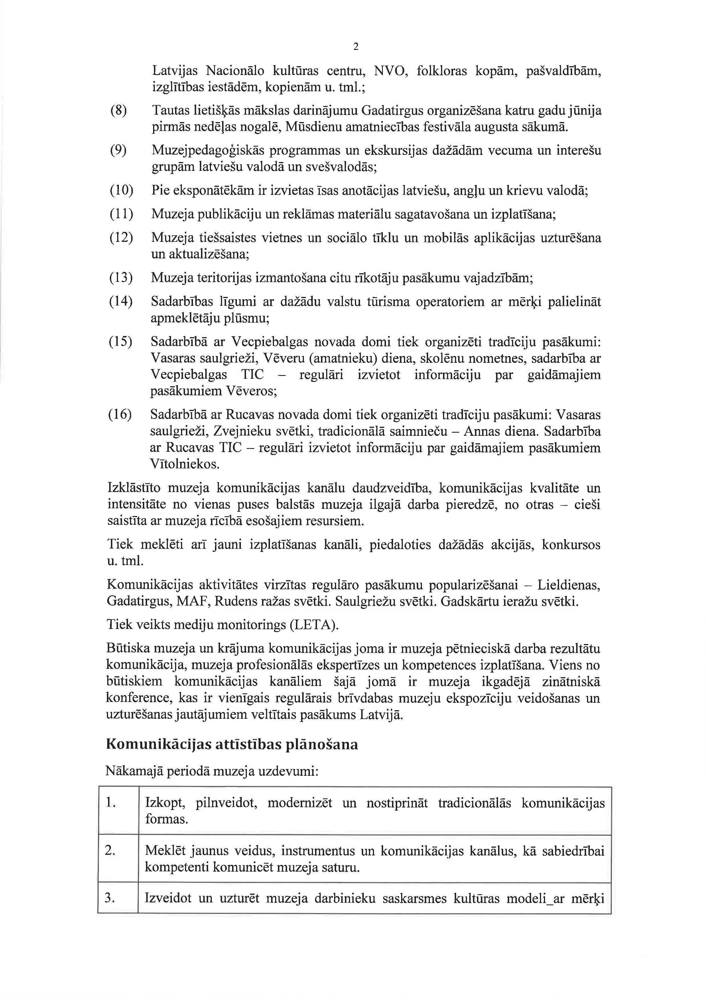 2
Latvijas Nacionālo kultūras centru, NVO, folkloras kopām, pašvaldībām,
izglītības iestādēm, kopienām u. tml.;
(8) Tautas lietišķās mākslas darinājumu Gadatirgus organizēšana katru gadu jūnija
pirmās nedēļas nogalē, Mūsdienu amatniecības festivāla augusta sākumā.
(9) Muzejpedagoģiskās programmas un ekskursijas dažādām vecuma un interešu
grupām latviešu valodā un svešvalodās;
(10) Pie eksponātēkām ir izvietas īsas anotācijas latviešu, angļu un krievu valodā;
(11) Muzeja publikāciju un reklāmas materiālu sagatavošana un izplatīšana;
(12) Muzeja tiešsaistes vietnes un sociālo tīklu un mobilās aplikācijas uzturēšana
un aktualizēšana;
(13) Muzeja teritorijas izmantošana citu rīkotāju pasākumu vajadzībām;
(14) Sadarbības līgumi ar dažādu valstu tūrisma operatoriem ar mērķi palielināt
apmeklētāju plūsmu;
(15) Sadarbībā ar Vecpiebalgas novada domi tiek organizēti tradīciju pasākumi:
Vasaras saulgrieži, Vēveru (amatnieku) diena, skolēnu nometnes, sadarbība ar
Vecpiebalgas TIC – regulāri izvietot informāciju par gaidāmajiem
pasākumiem Vēveros;
(16) Sadarbībā ar Rucavas novada domi tiek organizēti tradīciju pasākumi: Vasaras
saulgrieži, Zvejnieku svētki, tradicionālā saimnieču – Annas diena. Sadarbība
ar Rucavas TIC – regulāri izvietot informāciju par gaidāmajiem pasākumiem
Vītolniekos.
Izklāstīto muzeja komunikācijas kanālu daudzveidība, komunikācijas kvalitāte un
intensitāte no vienas puses balstās muzeja ilgajā darba pieredzē, no otras – cieši
saistīta ar muzeja rīcībā esošajiem resursiem.
Tiek meklēti arī jauni izplatīšanas kanāli, piedaloties dažādās akcijās, konkursos
u. tml.
Komunikācijas aktivitātes virzītas regulāro pasākumu popularizēšanai – Lieldienas,
Gadatirgus, MAF, Rudens ražas svētki. Saulgriežu svētki. Gadskārtu ieražu svētki.
Tiek veikts mediju monitorings (LETA).
Būtiska muzeja un krājuma komunikācijas joma ir muzeja pētnieciskā darba rezultātu
komunikācija, muzeja profesionālās ekspertīzes un kompetences izplatīšana. Viens no
būtiskiem komunikācijas kanāliem šajā jomā ir muzeja ikgadējā zinātniskā
konference, kas ir vienīgais regulārais brīvdabas muzeju ekspozīciju veidošanas un
uzturēšanas jautājumiem veltītais pasākums Latvijā.
Komunikācijas attīstības plānošana
Nākamajā periodā muzeja uzdevumi:
1. Izkopt, pilnveidot, modernizēt un nostiprināt tradicionālās komunikācijas
formas.
2. Meklēt jaunus veidus, instrumentus un komunikācijas kanālus, kā sabiedrībai
kompetenti komunicēt muzeja saturu.
3. Izveidot un uzturēt muzeja darbinieku saskarsmes kultūras modeli_ar mērķi